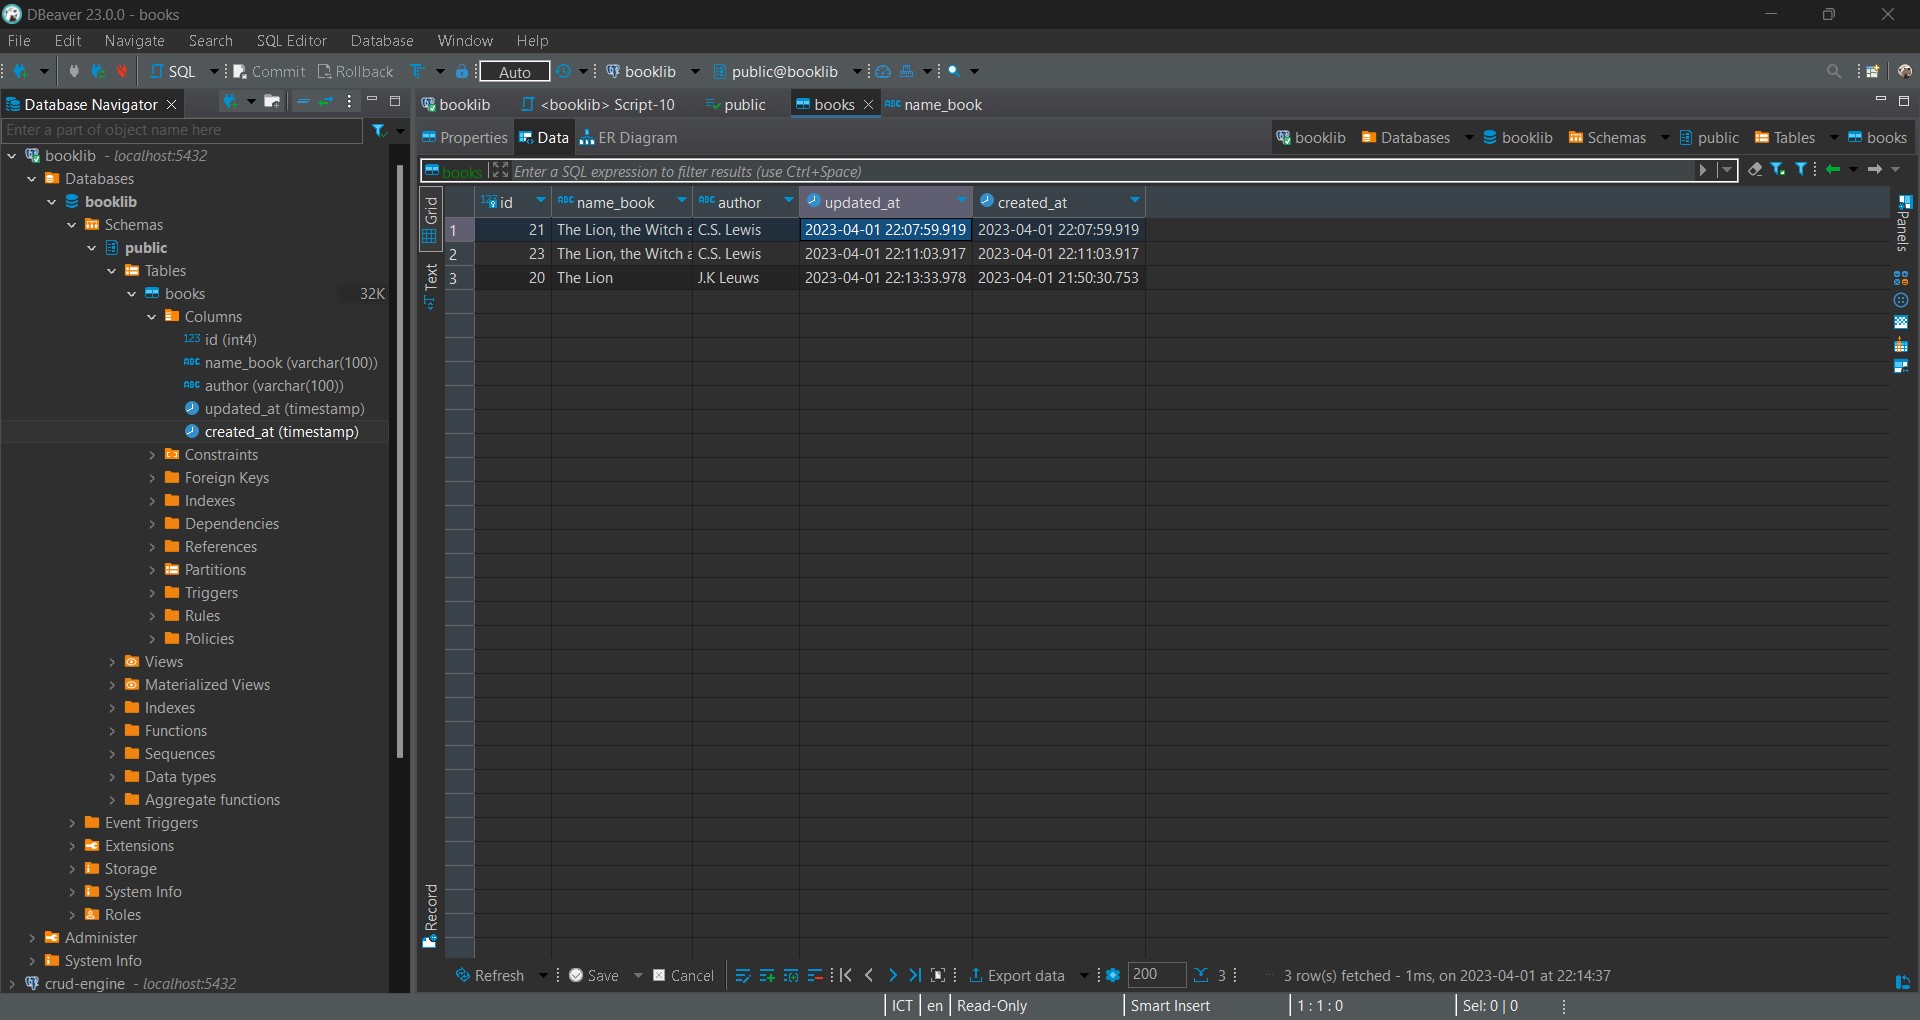 DBeaver 23.0.0 - books
File Edit Navigate Search SQL Editor Database Window Help
SQL Commit Rollback Auto booklib public@booklib
Database Navigator
Enter a part of object name here
booklib - localhost:5432
Databases
booklib
Schemas
public
Tables
books 32K
Columns
123 id (int4)
ABC name_book (varchar(100))
ABC author (varchar(100))
updated_at (timestamp)
created_at (timestamp)
Constraints
Foreign Keys
Indexes
Dependencies
References
Partitions
Triggers
Rules
Policies
Views
Materialized Views
Indexes
Functions
Sequences
Data types
Aggregate functions
Event Triggers
Extensions
Storage
System Info
Roles
Administer
System Info
crud-engine - localhost:5432
booklib <booklib> Script-10 public books ABC name_book
Properties Data ER Diagram booklib Databases booklib Schemas public Tables books
books Enter a SQL expression to filter results (use Ctrl+Space)
Grid
Text
Record
123 id ABC name_book ABC author updated_at created_at
1 21 The Lion, the Witch a C.S. Lewis 2023-04-01 22:07:59.919 2023-04-01 22:07:59.919
2 23 The Lion, the Witch a C.S. Lewis 2023-04-01 22:11:03.917 2023-04-01 22:11:03.917
3 20 The Lion J.K Leuws 2023-04-01 22:13:33.978 2023-04-01 21:50:30.753
Panels
Refresh Save Cancel Export data 200 3 3 row(s) fetched - 1ms, on 2023-04-01 at 22:14:37
ICT en Read-Only Smart Insert 1 : 1 : 0 Sel: 0 | 0